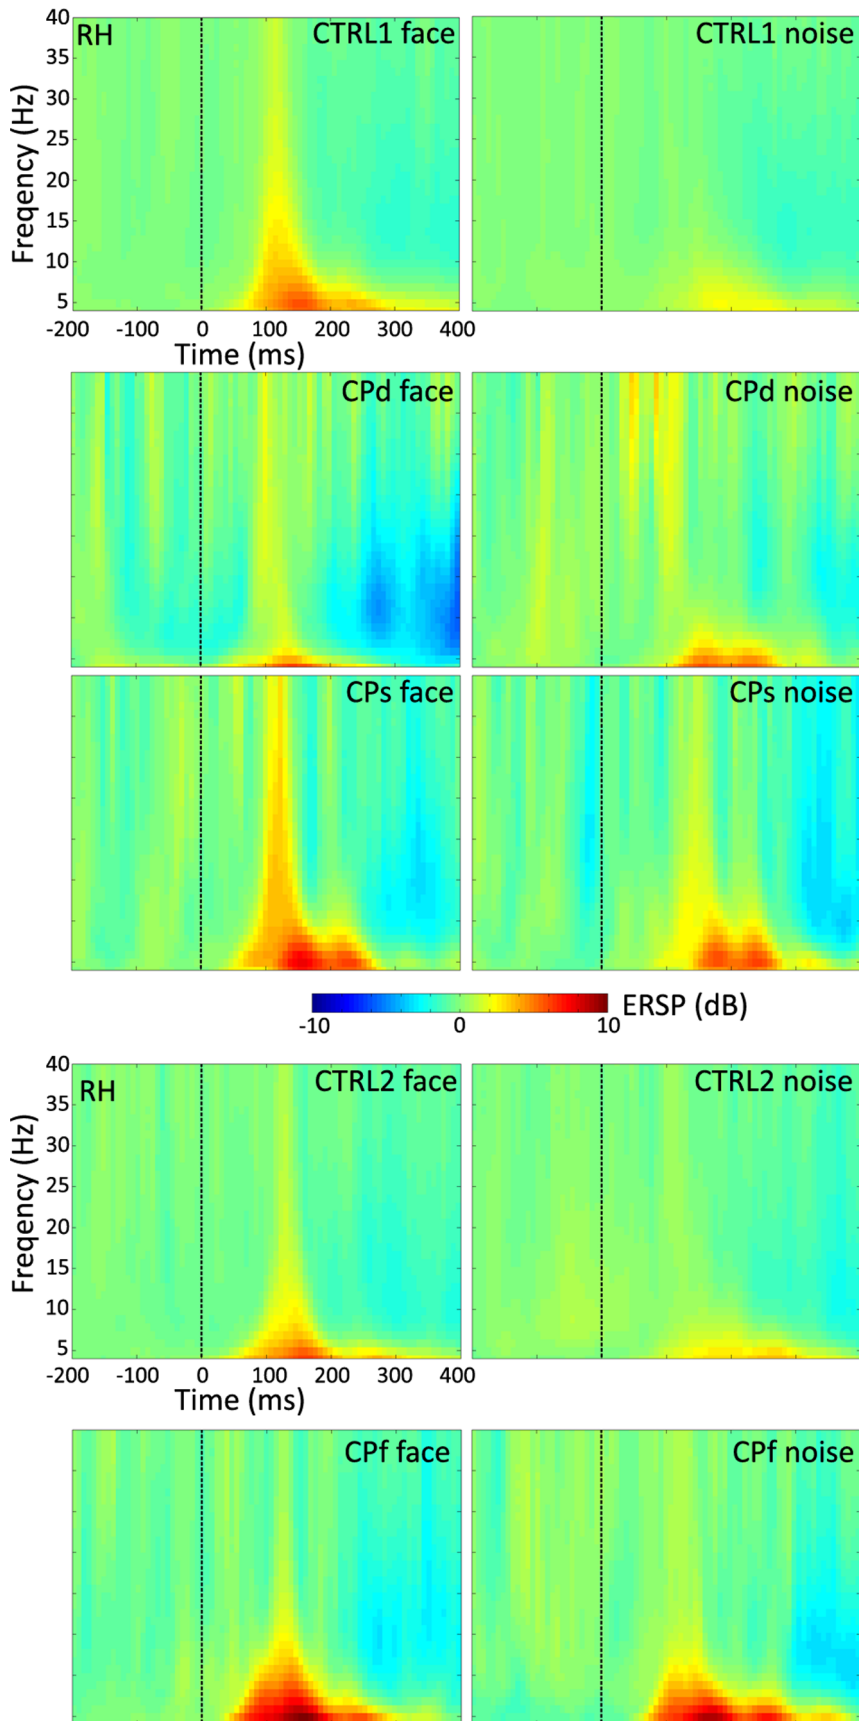 RH CTRL1 face CTRL1 noise
40
35
30
25
20
15
10
5
Freqency (Hz)
-200 -100 0 100 200 300 400
Time (ms)
CPd face CPd noise
CPs face CPs noise
-10 0 10 ERSP (dB)
RH CTRL2 face CTRL2 noise
40
35
30
25
20
15
10
5
Freqency (Hz)
-200 -100 0 100 200 300 400
Time (ms)
CPf face CPf noise